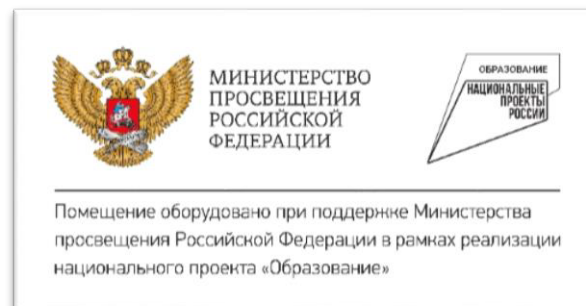 МИНИСТЕРСТВО
ПРОСВЕЩЕНИЯ
РОССИЙСКОЙ
ФЕДЕРАЦИИ
ОБРАЗОВАНИЕ
НАЦИОНАЛЬНЫЕ
ПРОЕКТЫ
РОССИИ
Помещение оборудовано при поддержке Министерства
просвещения Российской Федерации в рамках реализации
национального проекта «Образование»